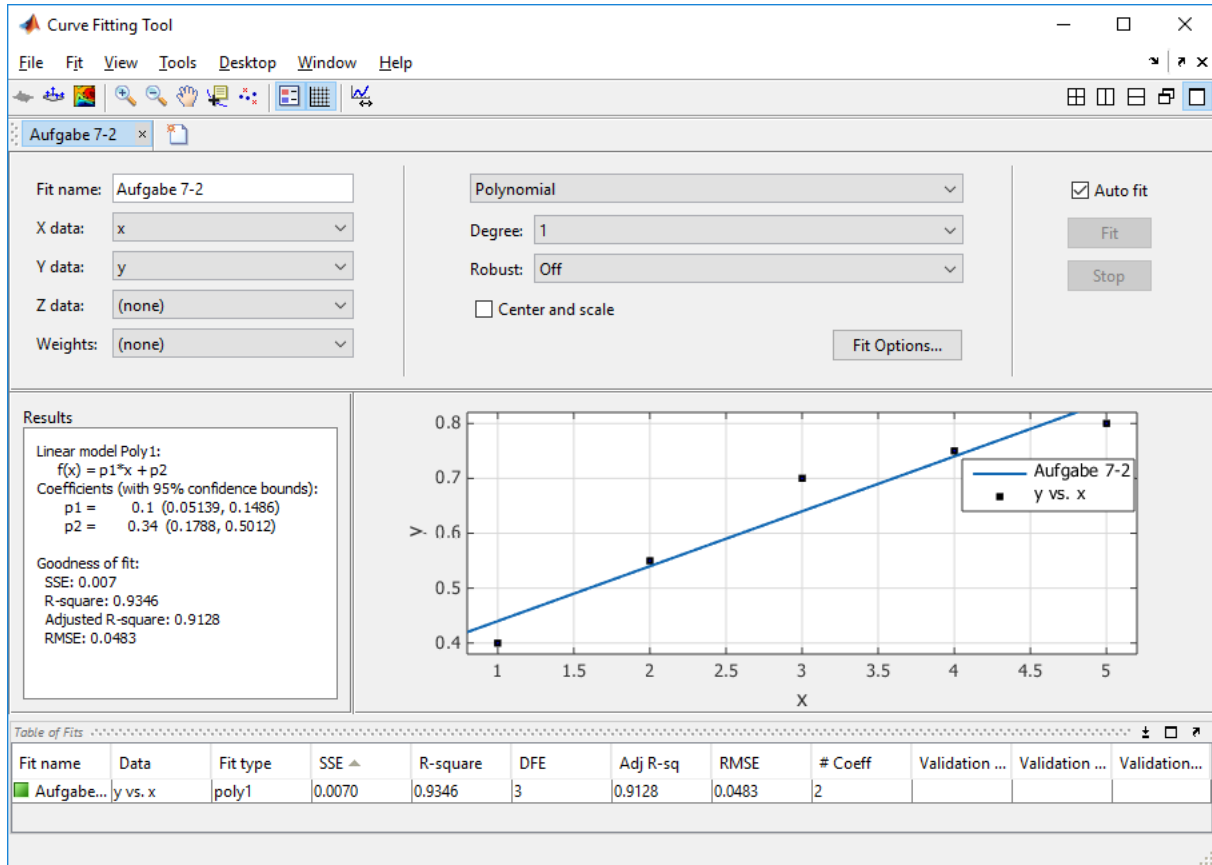 Curve Fitting Tool
File Fit View Tools Desktop Window Help
Aufgabe 7-2
Fit name: Aufgabe 7-2
X data: x
Y data: y
Z data: (none)
Weights: (none)
Polynomial
Degree: 1
Robust: Off
Center and scale
Fit Options...
Auto fit
Fit
Stop
Results
Linear model Poly1:
f(x) = p1*x + p2
Coefficients (with 95% confidence bounds):
p1 = 0.1 (0.05139, 0.1486)
p2 = 0.34 (0.1788, 0.5012)
Goodness of fit:
SSE: 0.007
R-square: 0.9346
Adjusted R-square: 0.9128
RMSE: 0.0483
0.8
0.7
0.6
0.5
0.4
y
1 1.5 2 2.5 3 3.5 4 4.5 5
x
Aufgabe 7-2
y vs. x
Table of Fits
Fit name Data Fit type SSE R-square DFE Adj R-sq RMSE # Coeff Validation ... Validation ... Validation...
Aufgabe... y vs. x poly1 0.0070 0.9346 3 0.9128 0.0483 2